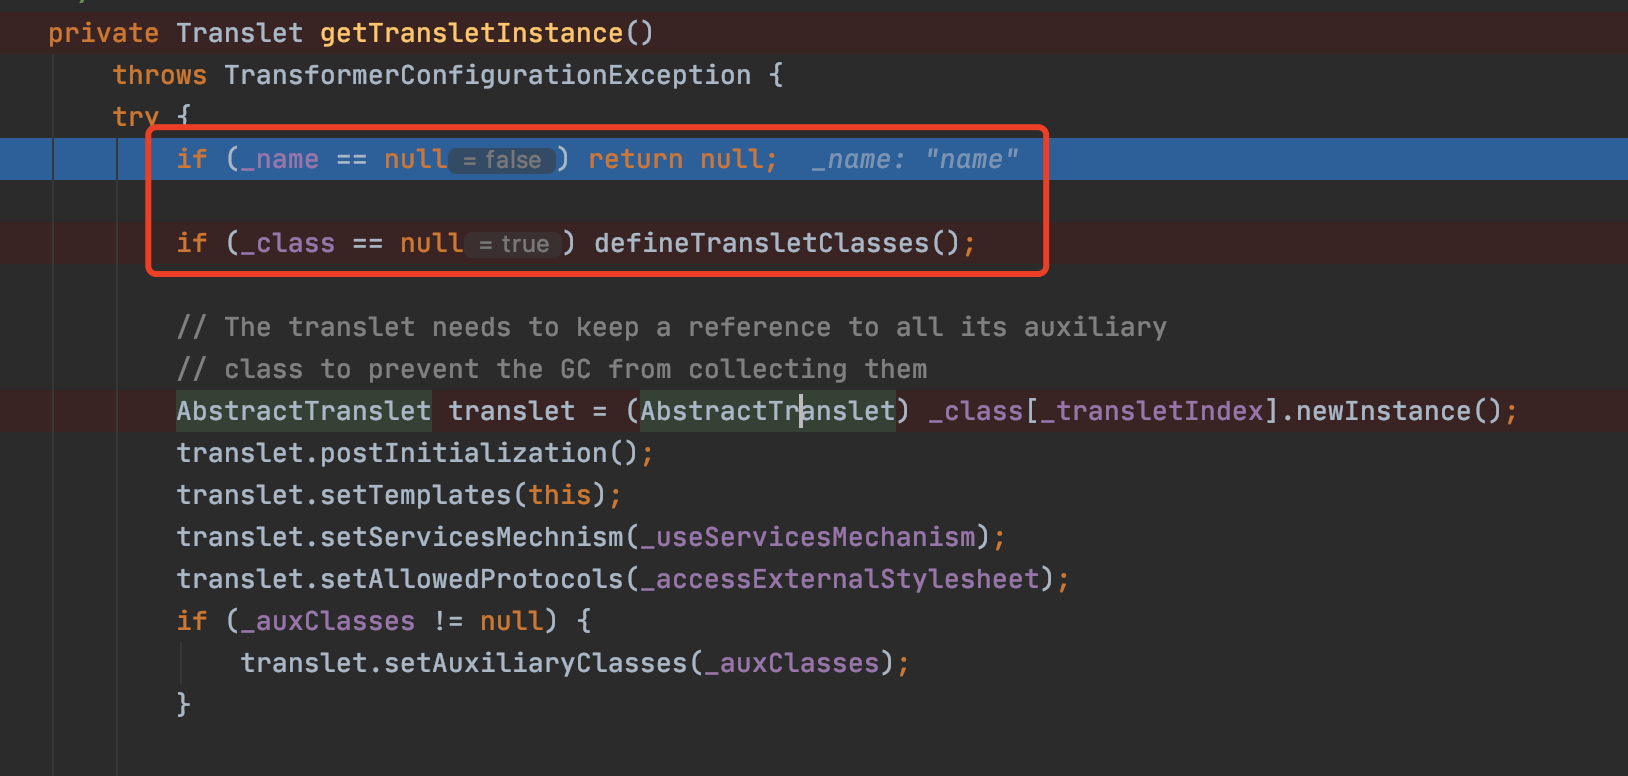 private Translet getTransletInstance()
throws TransformerConfigurationException {
try {
if (_name == null = false ) return null; _name: "name"
if (_class == null = true ) defineTransletClasses();
// The translet needs to keep a reference to all its auxiliary
// class to prevent the GC from collecting them
AbstractTranslet translet = (AbstractTranslet) _class[_transletIndex].newInstance();
translet.postInitialization();
translet.setTemplates(this);
translet.setServicesMechnism(_useServicesMechanism);
translet.setAllowedProtocols(_accessExternalStylesheet);
if (_auxClasses != null) {
translet.setAuxiliaryClasses(_auxClasses);
}